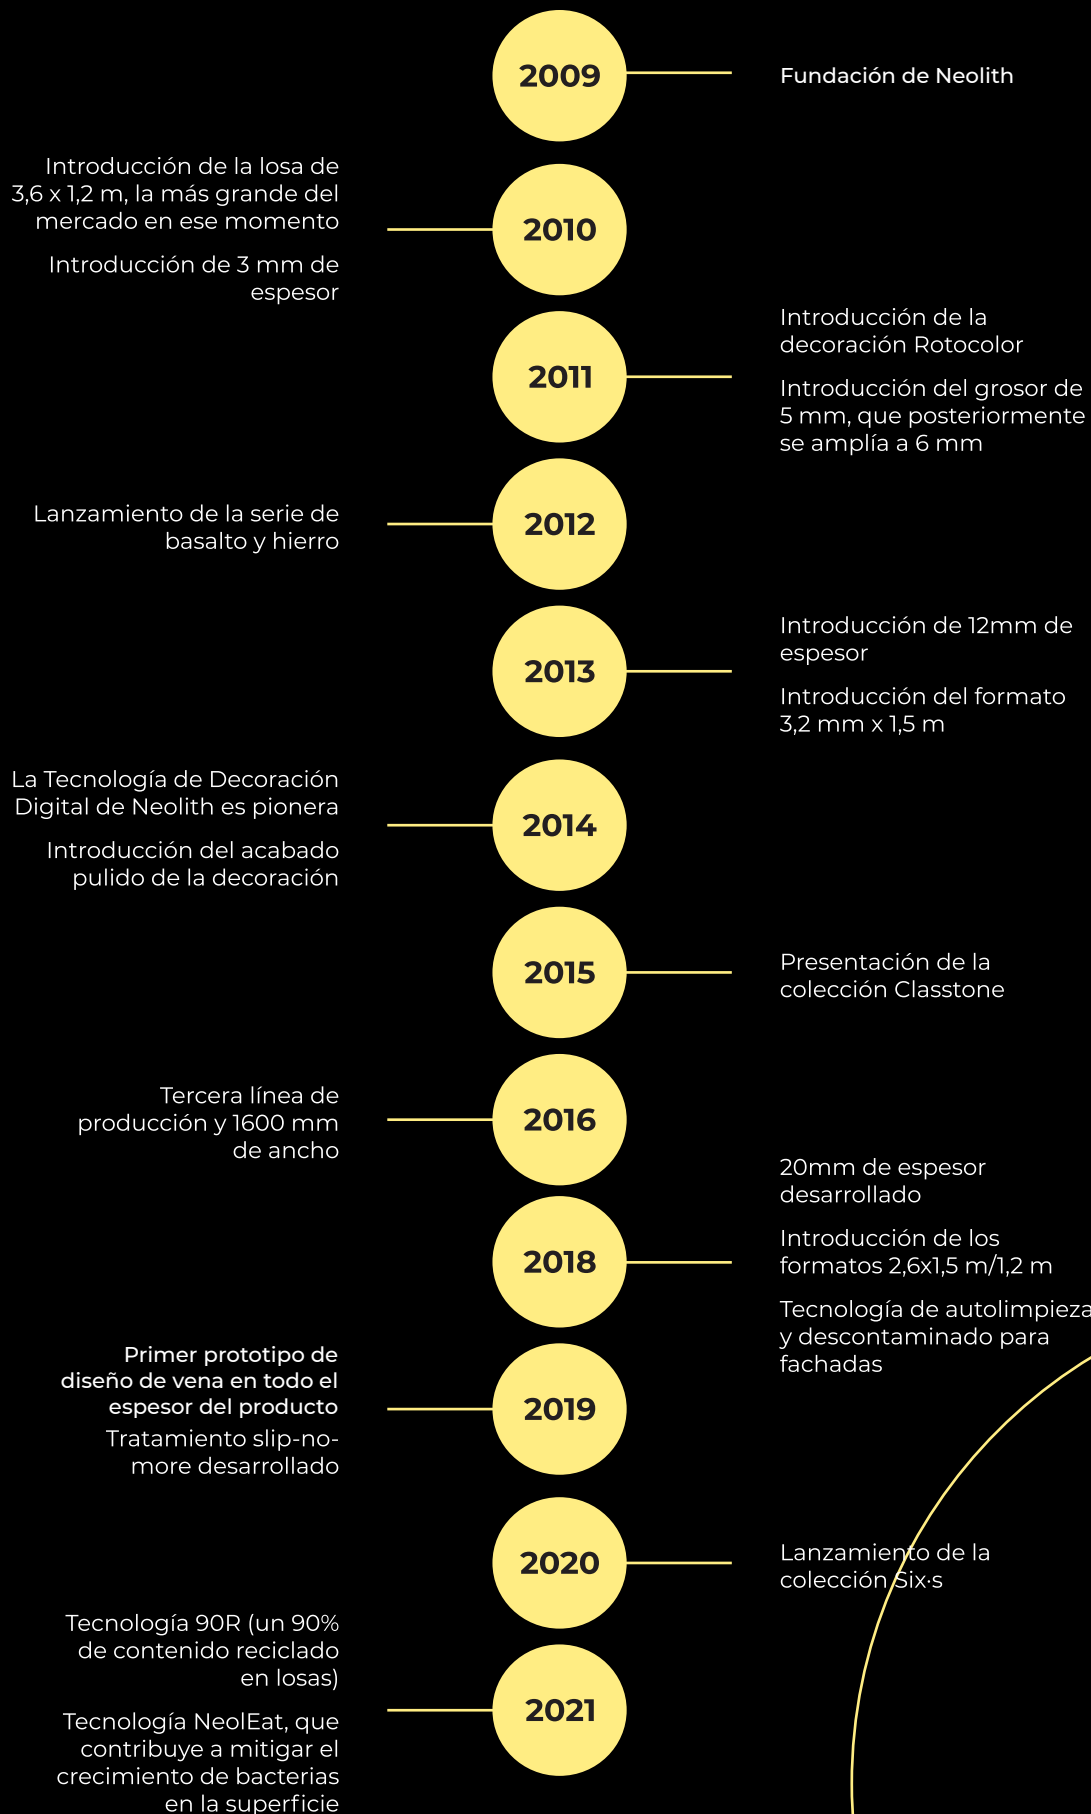 2009
Fundación de Neolith
Introducción de la losa de
3,6 x 1,2 m, la más grande del
mercado en ese momento
Introducción de 3 mm de
espesor
2010
2011
Introducción de la
decoración Rotocolor
Introducción del grosor de
5 mm, que posteriormente
se amplía a 6 mm
Lanzamiento de la serie de
basalto y hierro
2012
2013
Introducción de 12mm de
espesor
Introducción del formato
3,2 mm x 1,5 m
La Tecnología de Decoración
Digital de Neolith es pionera
Introducción del acabado
pulido de la decoración
2014
2015
Presentación de la
colección Classtone
Tercera línea de
producción y 1600 mm
de ancho
2016
2018
20mm de espesor
desarrollado
Introducción de los
formatos 2,6x1,5 m/1,2 m
Tecnología de autolimpieza
y descontaminado para
fachadas
Primer prototipo de
diseño de vena en todo el
espesor del producto
Tratamiento slip-no-
more desarrollado
2019
2020
Lanzamiento de la
colección Six·s
Tecnología 90R (un 90%
de contenido reciclado
en losas)
Tecnología NeolEat, que
contribuye a mitigar el
crecimiento de bacterias
en la superficie
2021